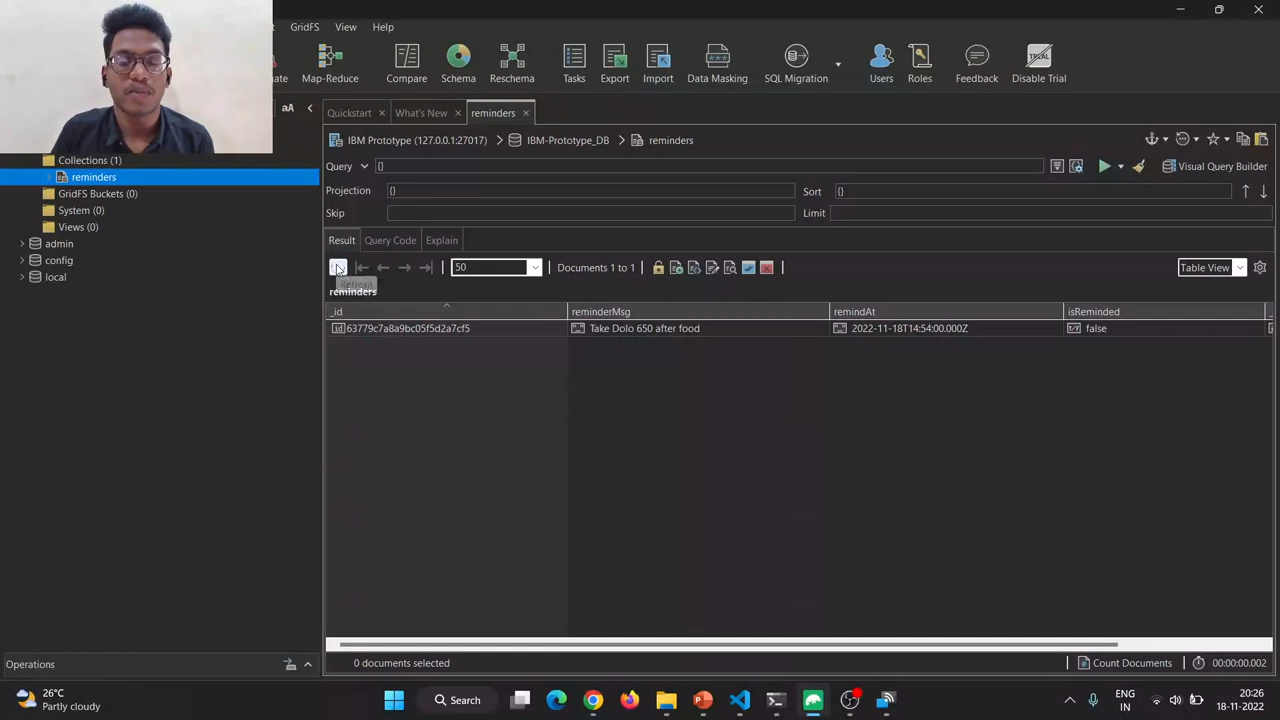 GridFS View Help
Map-Reduce Compare Schema Reschema Tasks Export Import Data Masking SQL Migration Users Roles Feedback Disable Trial
TRIAL
aA
Quickstart What's New reminders
IBM Prototype (127.0.0.1:27017) IBM-Prototype_DB reminders
Collections (1)
reminders
GridFS Buckets (0)
System (0)
Views (0)
admin
config
local
Query {} Visual Query Builder
Projection {} Sort {}
Skip Limit
Result Query Code Explain
50 Documents 1 to 1 Table View
Refresh
reminders
_id reminderMsg remindAt isReminded
63779c7a8a9bc05f5d2a7cf5 Take Dolo 650 after food 2022-11-18T14:54:00.000Z false
Operations
0 documents selected Count Documents 00:00:00.002
26°C
Partly cloudy
Search
ENG
IN
20:26
18-11-2022